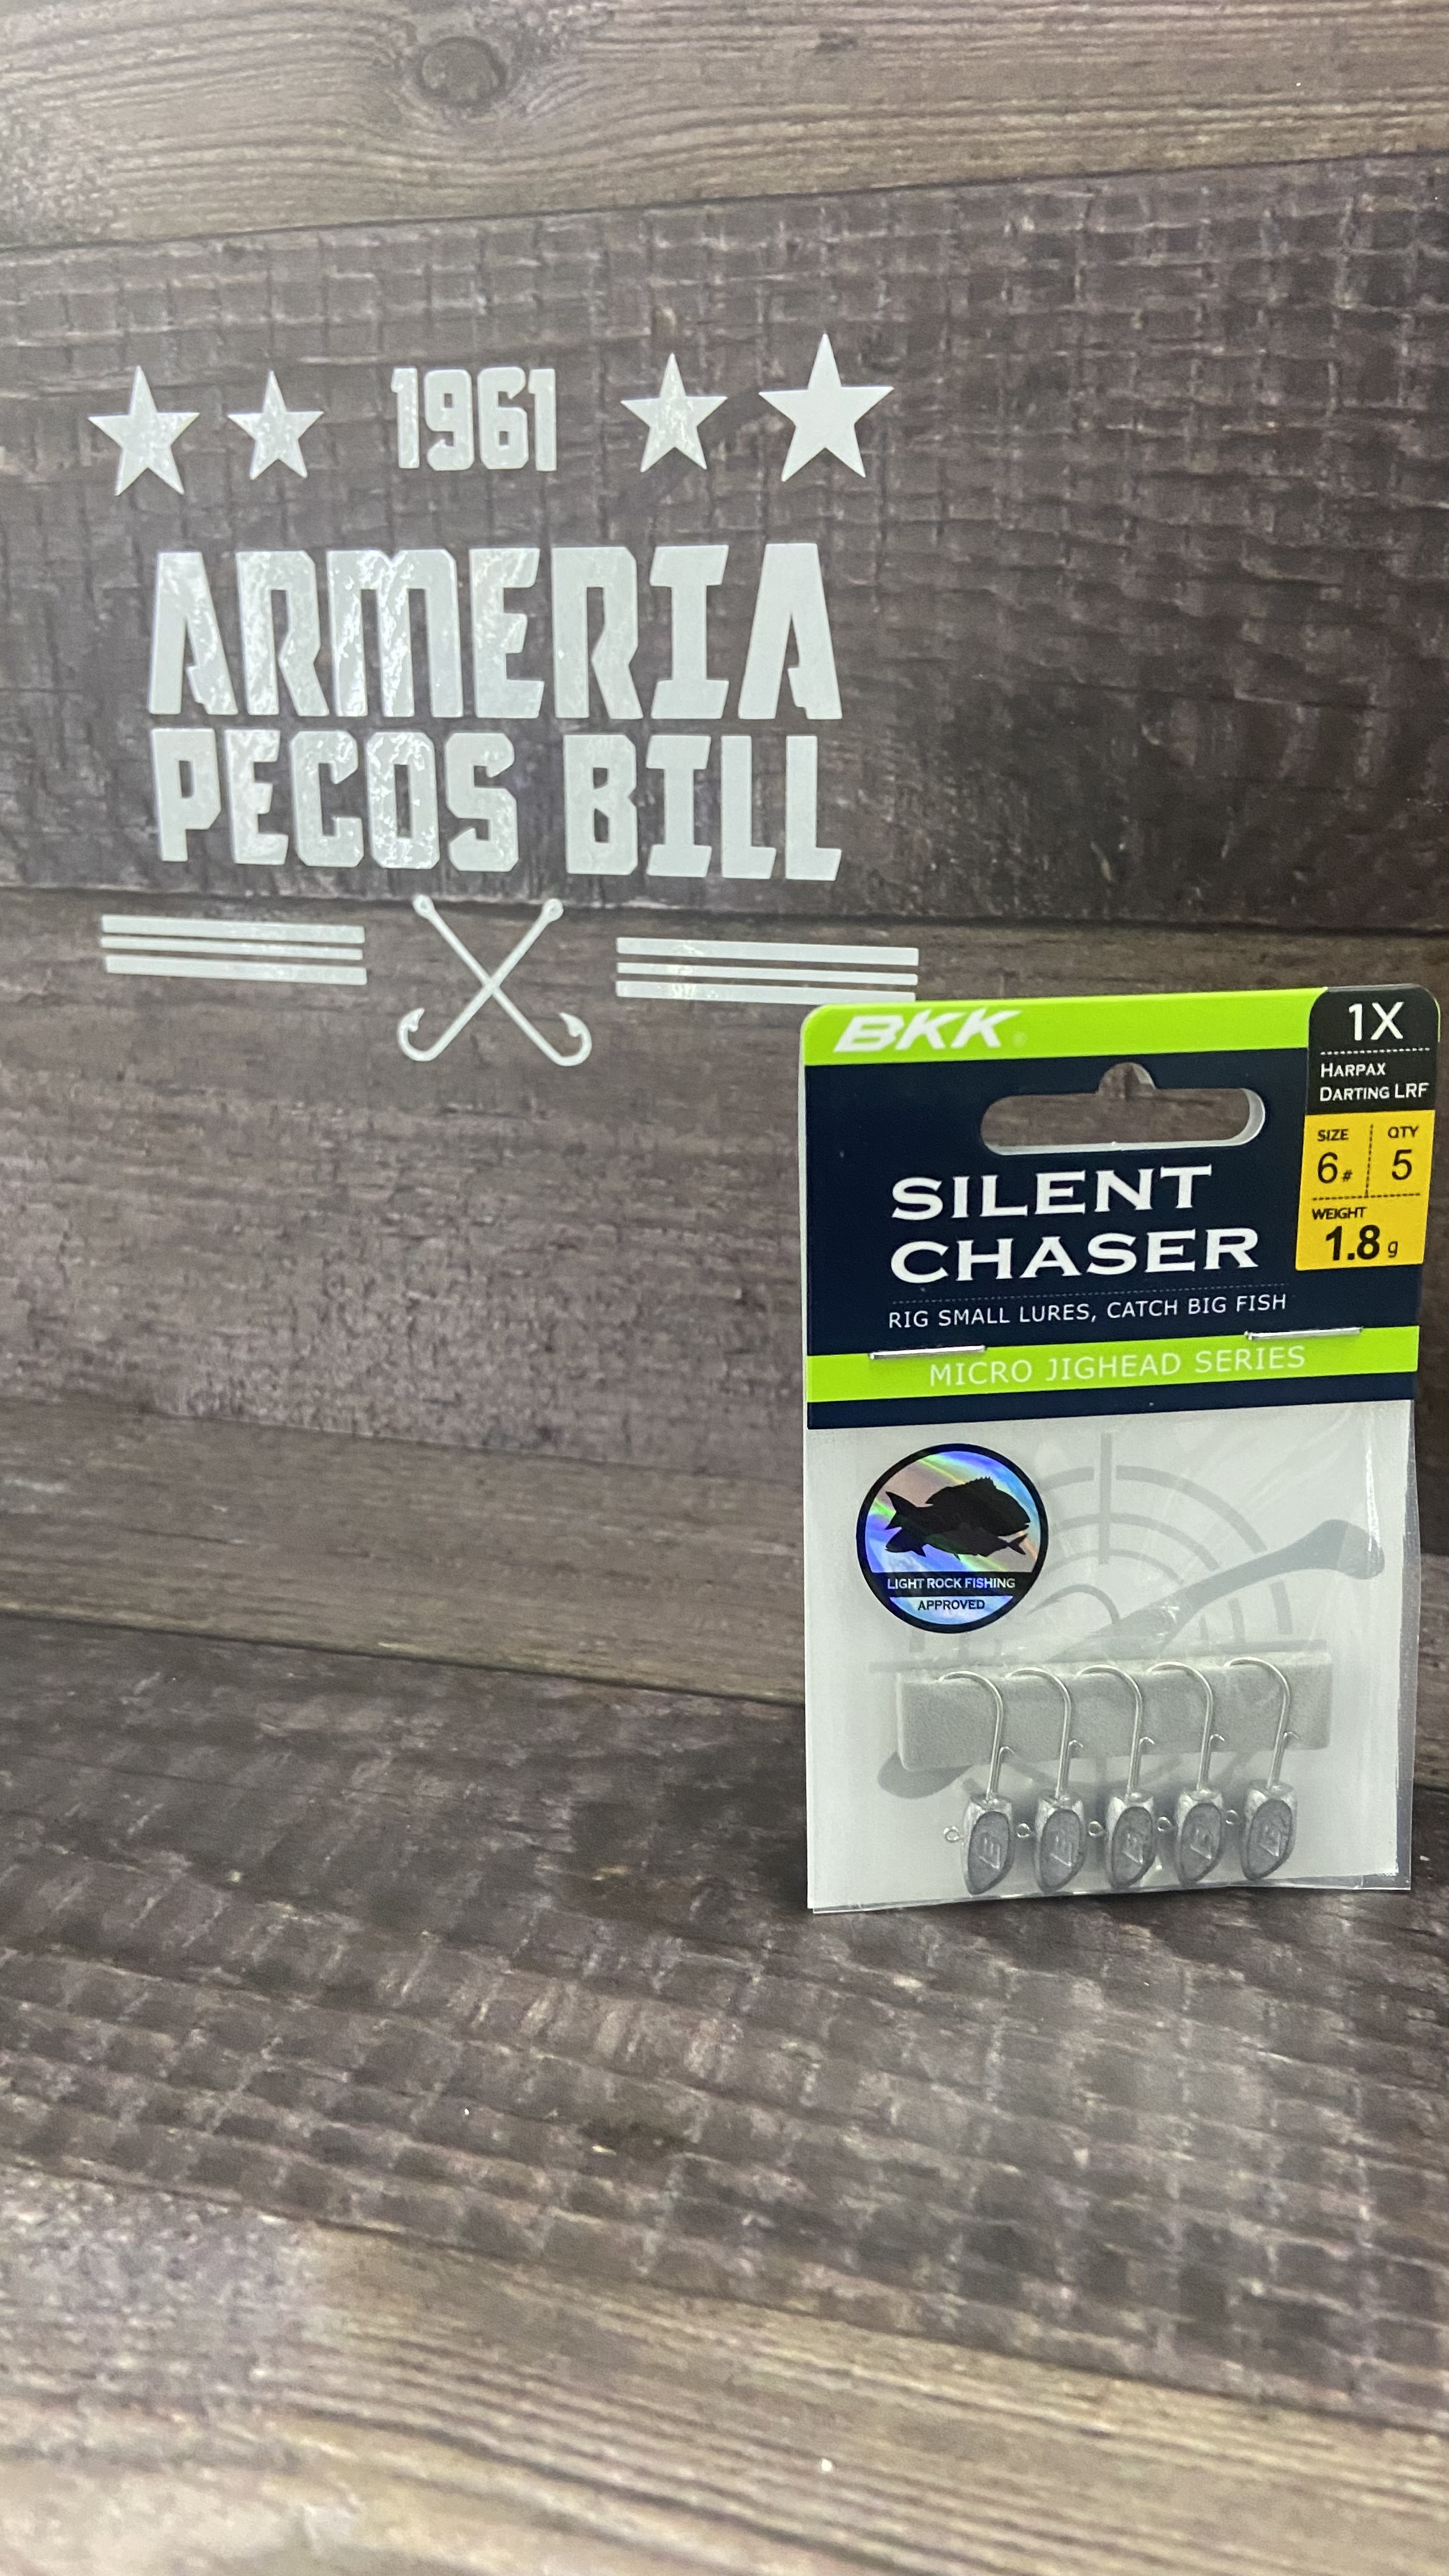 1961
ARMERIA
PECOS BILL
BKK
1X
HARPAX
DARTING LRF
SIZE QTY
6# 5
WEIGHT
1.8 g
SILENT
CHASER
RIG SMALL LURES, CATCH BIG FISH
MICRO JIGHEAD SERIES
LIGHT ROCK FISHING
APPROVED